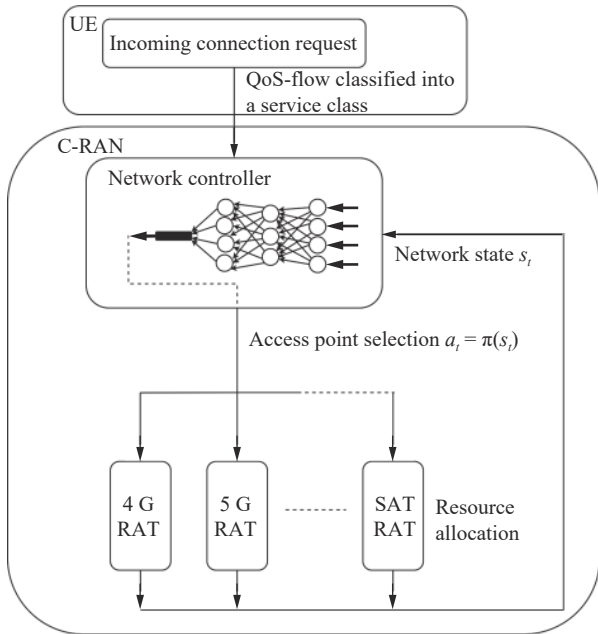 UE
Incoming connection request
QoS-flow classified into
a service class
C-RAN
Network controller
Network state s_t
Access point selection a_t = π(s_t)
4 G
RAT
5 G
RAT
SAT
RAT
Resource
allocation